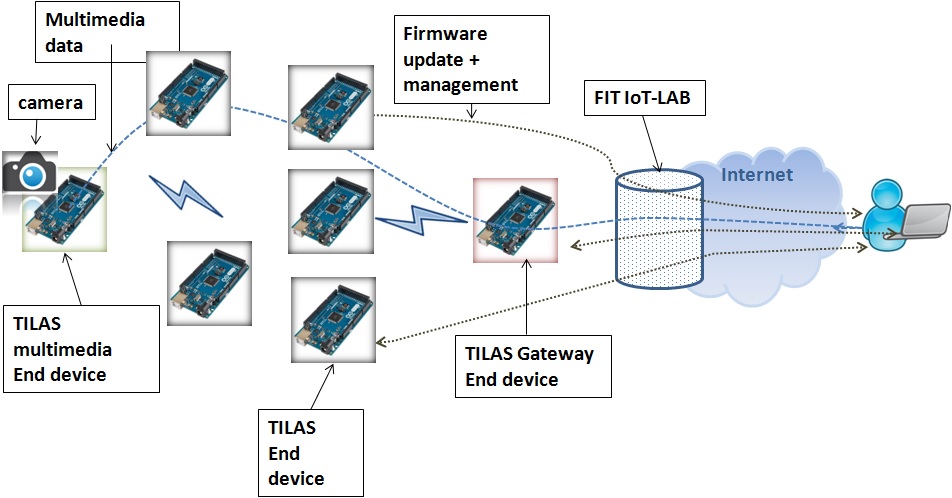 Multimedia
data
Firmware
update +
management
camera
FIT IoT-LAB
Internet
TILAS
multimedia
End device
TILAS Gateway
End device
TILAS
End
device